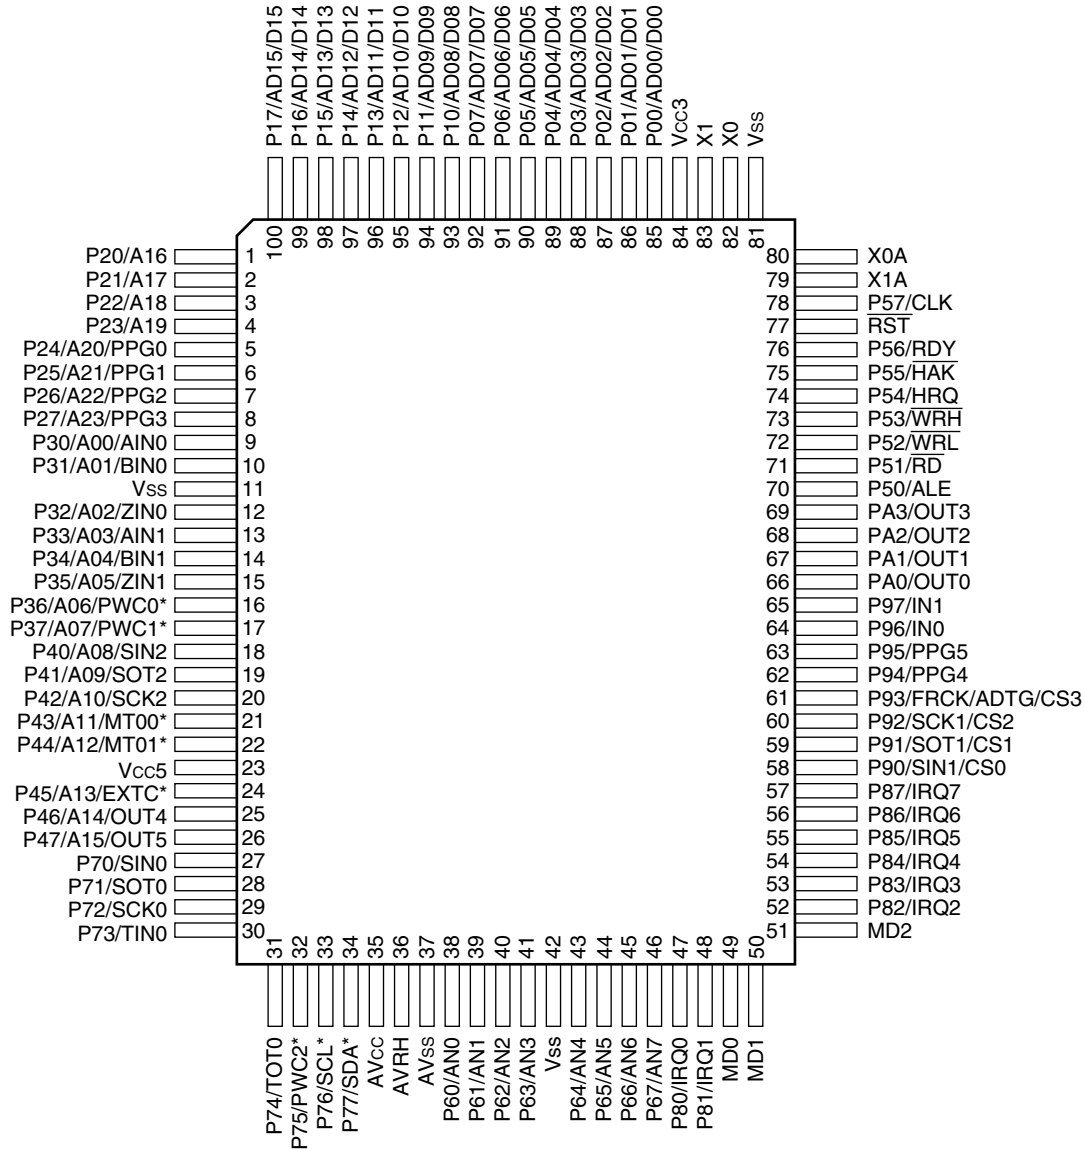 P17/AD15/D15
P16/AD14/D14
P15/AD13/D13
P14/AD12/D12
P13/AD11/D11
P12/AD10/D10
P11/AD09/D09
P10/AD08/D08
P07/AD07/D07
P06/AD06/D06
P05/AD05/D05
P04/AD04/D04
P03/AD03/D03
P02/AD02/D02
P01/AD01/D01
P00/AD00/D00
Vcc3
X1
X0
Vss
100
99
98
97
96
95
94
93
92
91
90
89
88
87
86
85
84
83
82
81
P20/A16 1
P21/A17 2
P22/A18 3
P23/A19 4
P24/A20/PPG0 5
P25/A21/PPG1 6
P26/A22/PPG2 7
P27/A23/PPG3 8
P30/A00/AIN0 9
P31/A01/BIN0 10
Vss 11
P32/A02/ZIN0 12
P33/A03/AIN1 13
P34/A04/BIN1 14
P35/A05/ZIN1 15
P36/A06/PWC0* 16
P37/A07/PWC1* 17
P40/A08/SIN2 18
P41/A09/SOT2 19
P42/A10/SCK2 20
P43/A11/MT00* 21
P44/A12/MT01* 22
Vcc5 23
P45/A13/EXTC* 24
P46/A14/OUT4 25
P47/A15/OUT5 26
P70/SIN0 27
P71/SOT0 28
P72/SCK0 29
P73/TIN0 30
80 X0A
79 X1A
78 P57/CLK
77 RST
76 P56/RDY
75 P55/HAK
74 P54/HRQ
73 P53/WRH
72 P52/WRL
71 P51/RD
70 P50/ALE
69 PA3/OUT3
68 PA2/OUT2
67 PA1/OUT1
66 PA0/OUT0
65 P97/IN1
64 P96/IN0
63 P95/PPG5
62 P94/PPG4
61 P93/FRCK/ADTG/CS3
60 P92/SCK1/CS2
59 P91/SOT1/CS1
58 P90/SIN1/CS0
57 P87/IRQ7
56 P86/IRQ6
55 P85/IRQ5
54 P84/IRQ4
53 P83/IRQ3
52 P82/IRQ2
51 MD2
31
32
33
34
35
36
37
38
39
40
41
42
43
44
45
46
47
48
49
50
P74/TOT0
P75/PWC2*
P76/SCL*
P77/SDA*
AVcc
AVRH
AVss
P60/AN0
P61/AN1
P62/AN2
P63/AN3
Vss
P64/AN4
P65/AN5
P66/AN6
P67/AN7
P80/IRQ0
P81/IRQ1
MD0
MD1